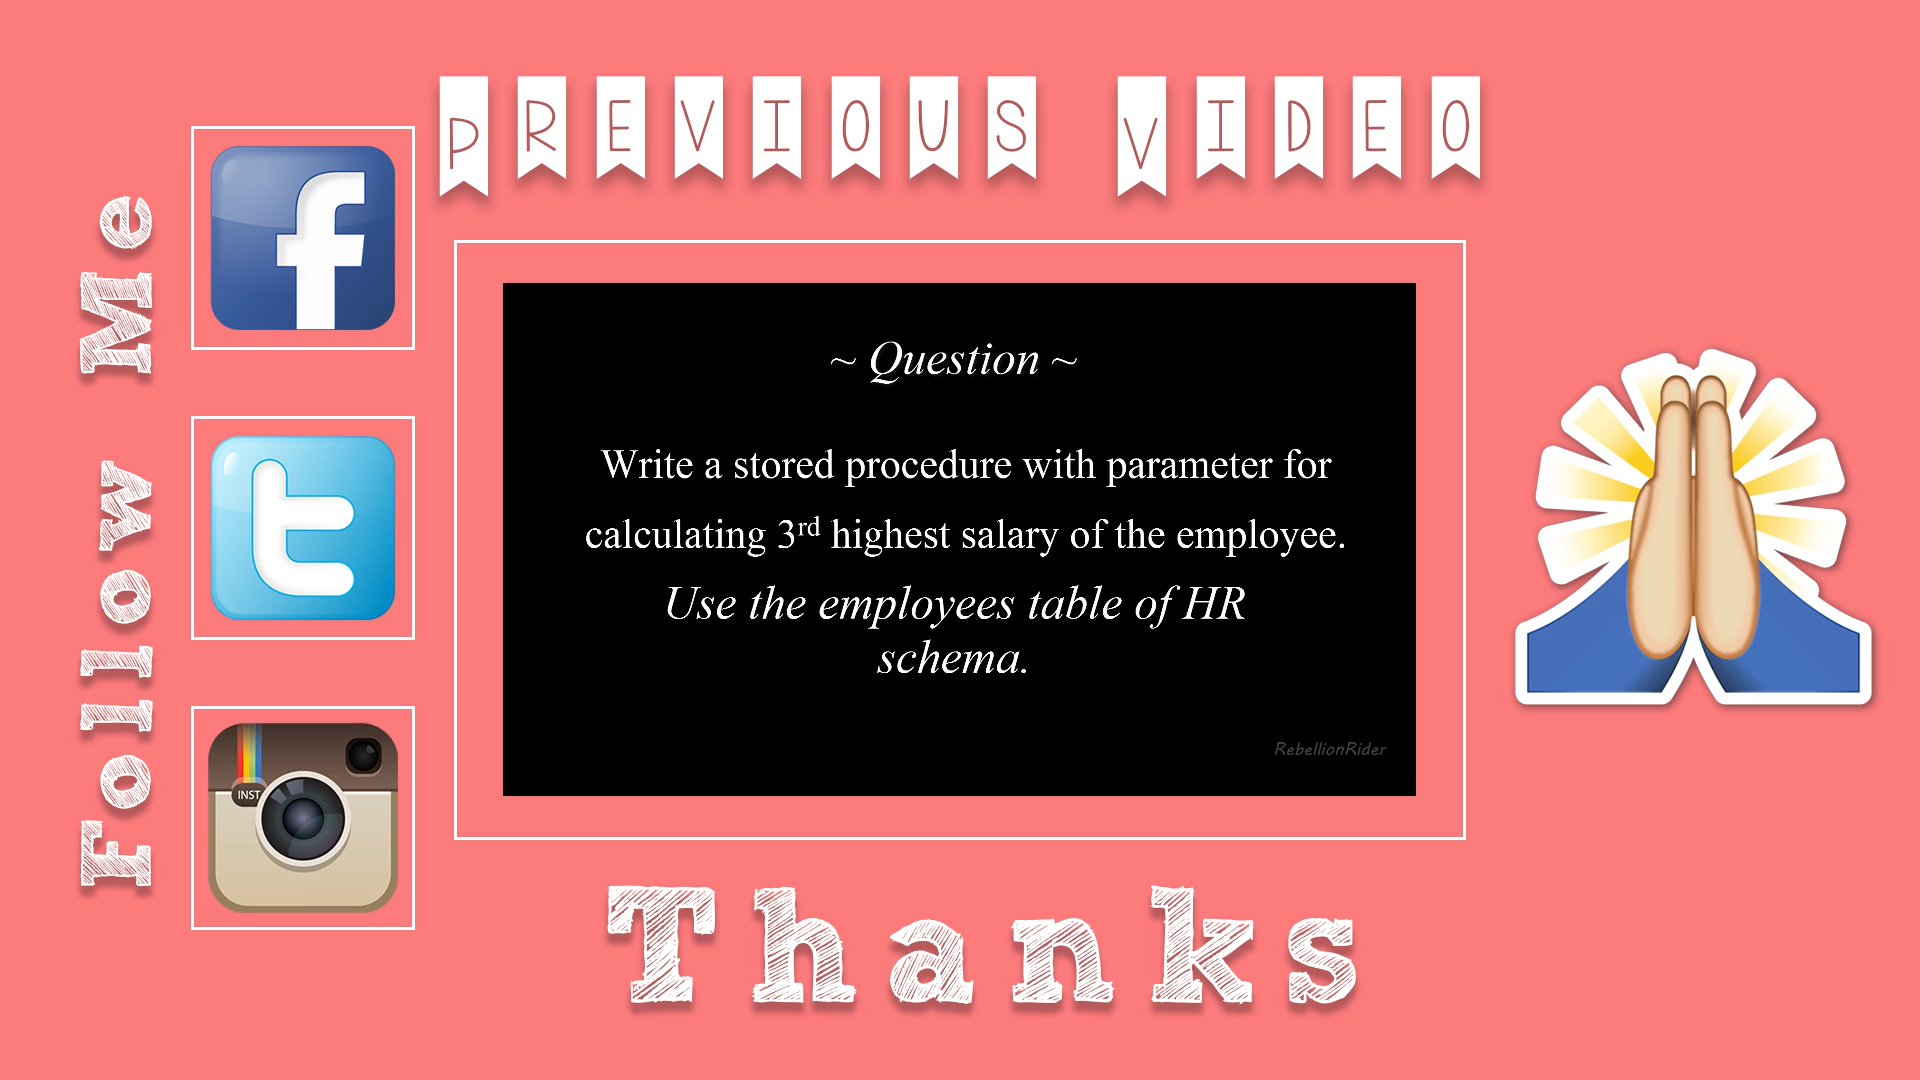 PREVIOUS VIDEO
Follow Me
f
t
INST
~ Question ~
Write a stored procedure with parameter for
calculating 3rd highest salary of the employee.
Use the employees table of HR
schema.
RebellionRider
Thanks